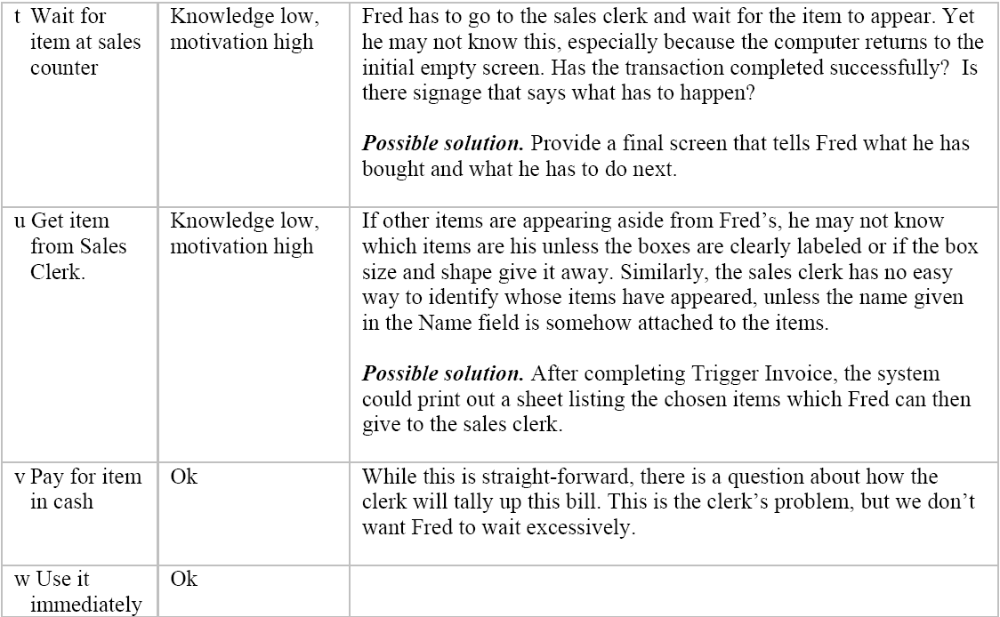 t Wait for item at sales counter
Knowledge low, motivation high
Fred has to go to the sales clerk and wait for the item to appear. Yet
he may not know this, especially because the computer returns to the
initial empty screen. Has the transaction completed successfully?  Is
there signage that says what has to happen?
Possible solution. Provide a final screen that tells Fred what he has
bought and what he has to do next.
u Get item
from Sales
Clerk.
Knowledge low,
motivation high
If other items are appearing aside from Fred's, he may not know
which items are his unless the boxes are clearly labeled or if the box
size and shape give it away. Similarly, the sales clerk has no easy
way to identify whose items have appeared, unless the name given
in the Name field is somehow attached to the items.
Possible solution. After completing Trigger Invoice, the system
could print out a sheet listing the chosen items which Fred can then
give to the sales clerk.
v Pay for item
in cash
Ok
While this is straight-forward, there is a question about how the
clerk will tally up this bill. This is the clerk's problem, but we don't
want Fred to wait excessively.
w Use it
immediately
Ok